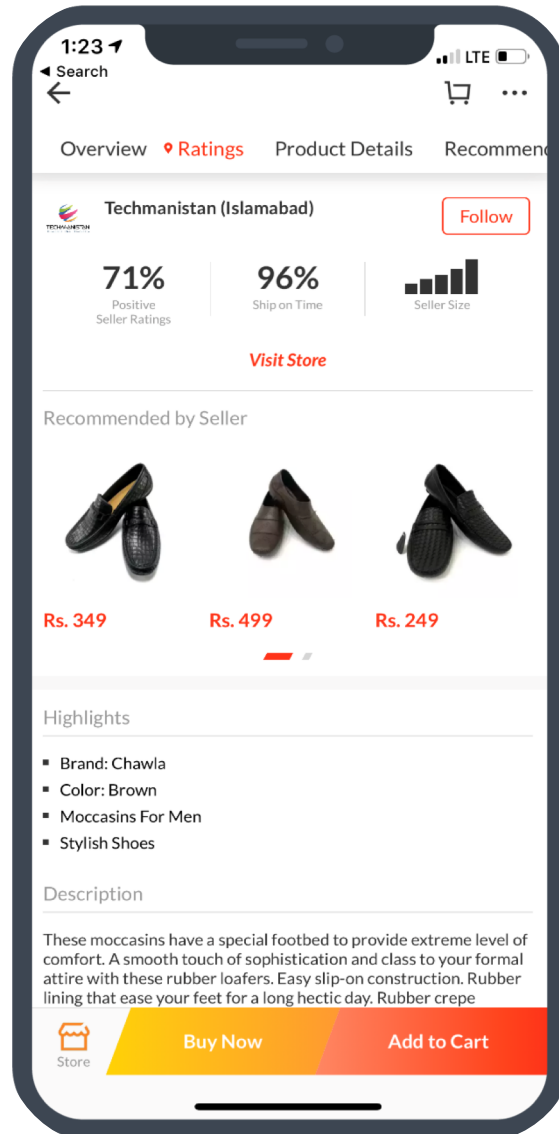 1:23
LTE
Search
Overview Ratings Product Details Recommend
Techmanistan (Islamabad)
TECHMANISTAN
Follow
71%
Positive
Seller Ratings
96%
Ship on Time
Seller Size
Visit Store
Recommended by Seller
Rs. 349 Rs. 499 Rs. 249
Highlights
Brand: Chawla
Color: Brown
Moccasins For Men
Stylish Shoes
Description
These moccasins have a special footbed to provide extreme level of
comfort. A smooth touch of sophistication and class to your formal
attire with these rubber loafers. Easy slip-on construction. Rubber
lining that ease your feet for a long hectic day. Rubber crepe
Store
Buy Now
Add to Cart